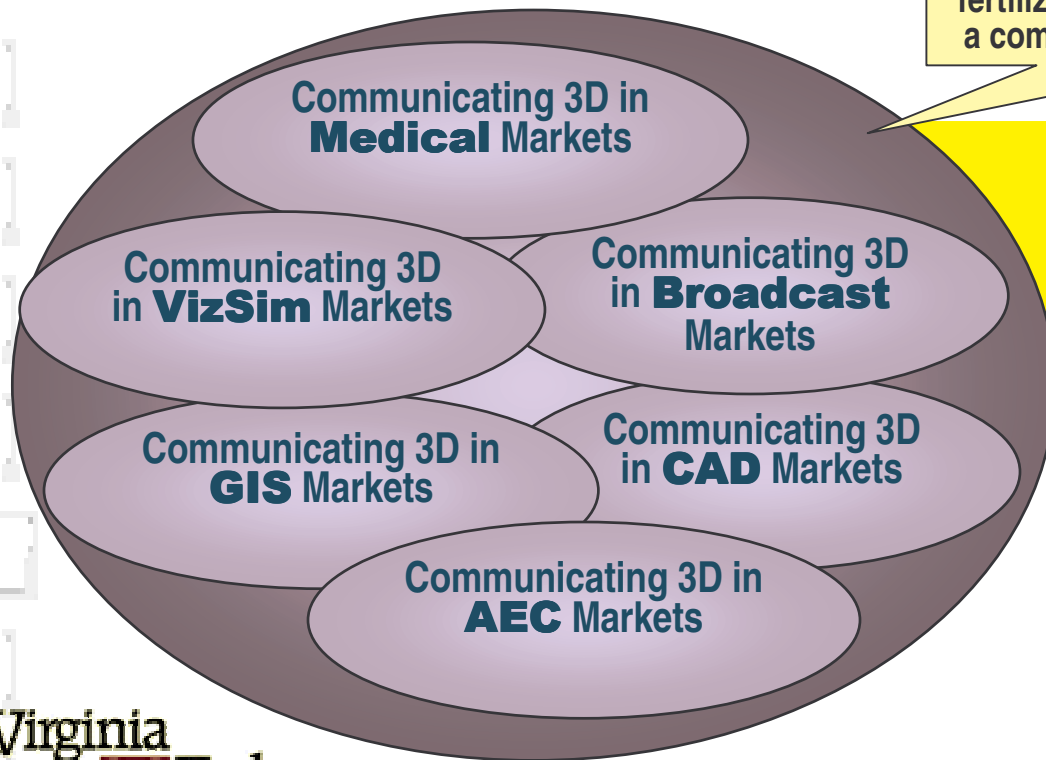 a com
Communicating 3D in
Medical Markets
Communicating 3D
in VizSim Markets
Communicating 3D
in Broadcast
Markets
Communicating 3D in
GIS Markets
Communicating 3D
in CAD Markets
Communicating 3D in
AEC Markets
Virginia